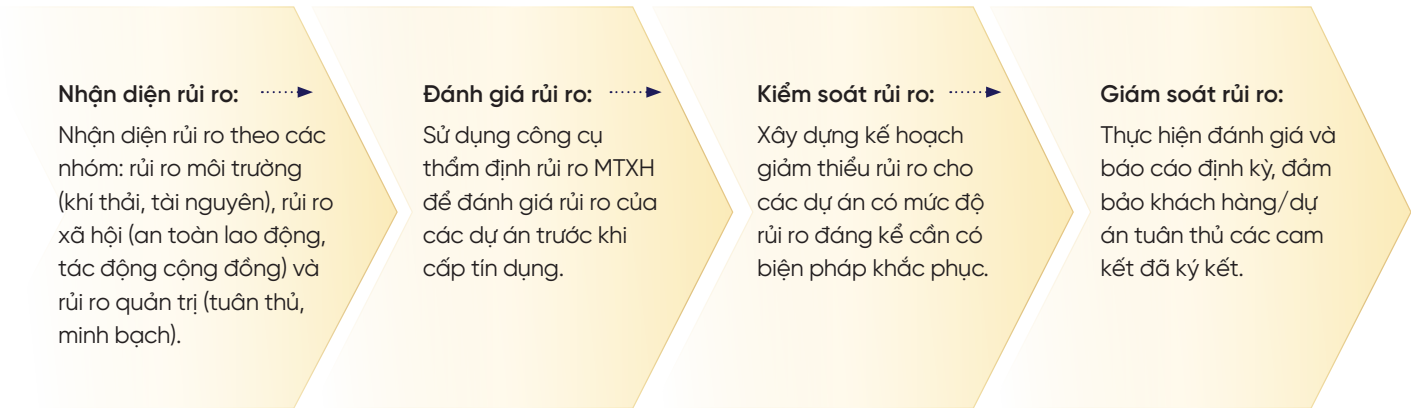 Nhận diện rủi ro:
Nhận diện rủi ro theo các
nhóm: rủi ro môi trường
(khí thải, tài nguyên), rủi ro
xã hội (an toàn lao động,
tác động cộng đồng) và
rủi ro quản trị (tuân thủ,
minh bạch).
Đánh giá rủi ro:
Sử dụng công cụ
thẩm định rủi ro MTXH
để đánh giá rủi ro của
các dự án trước khi
cấp tín dụng.
Kiểm soát rủi ro:
Xây dựng kế hoạch
giảm thiểu rủi ro cho
các dự án có mức độ
rủi ro đáng kể cần có
biện pháp khắc phục.
Giám soát rủi ro:
Thực hiện đánh giá và
báo cáo định kỳ, đảm
bảo khách hàng/dự
án tuân thủ các cam
kết đã ký kết.